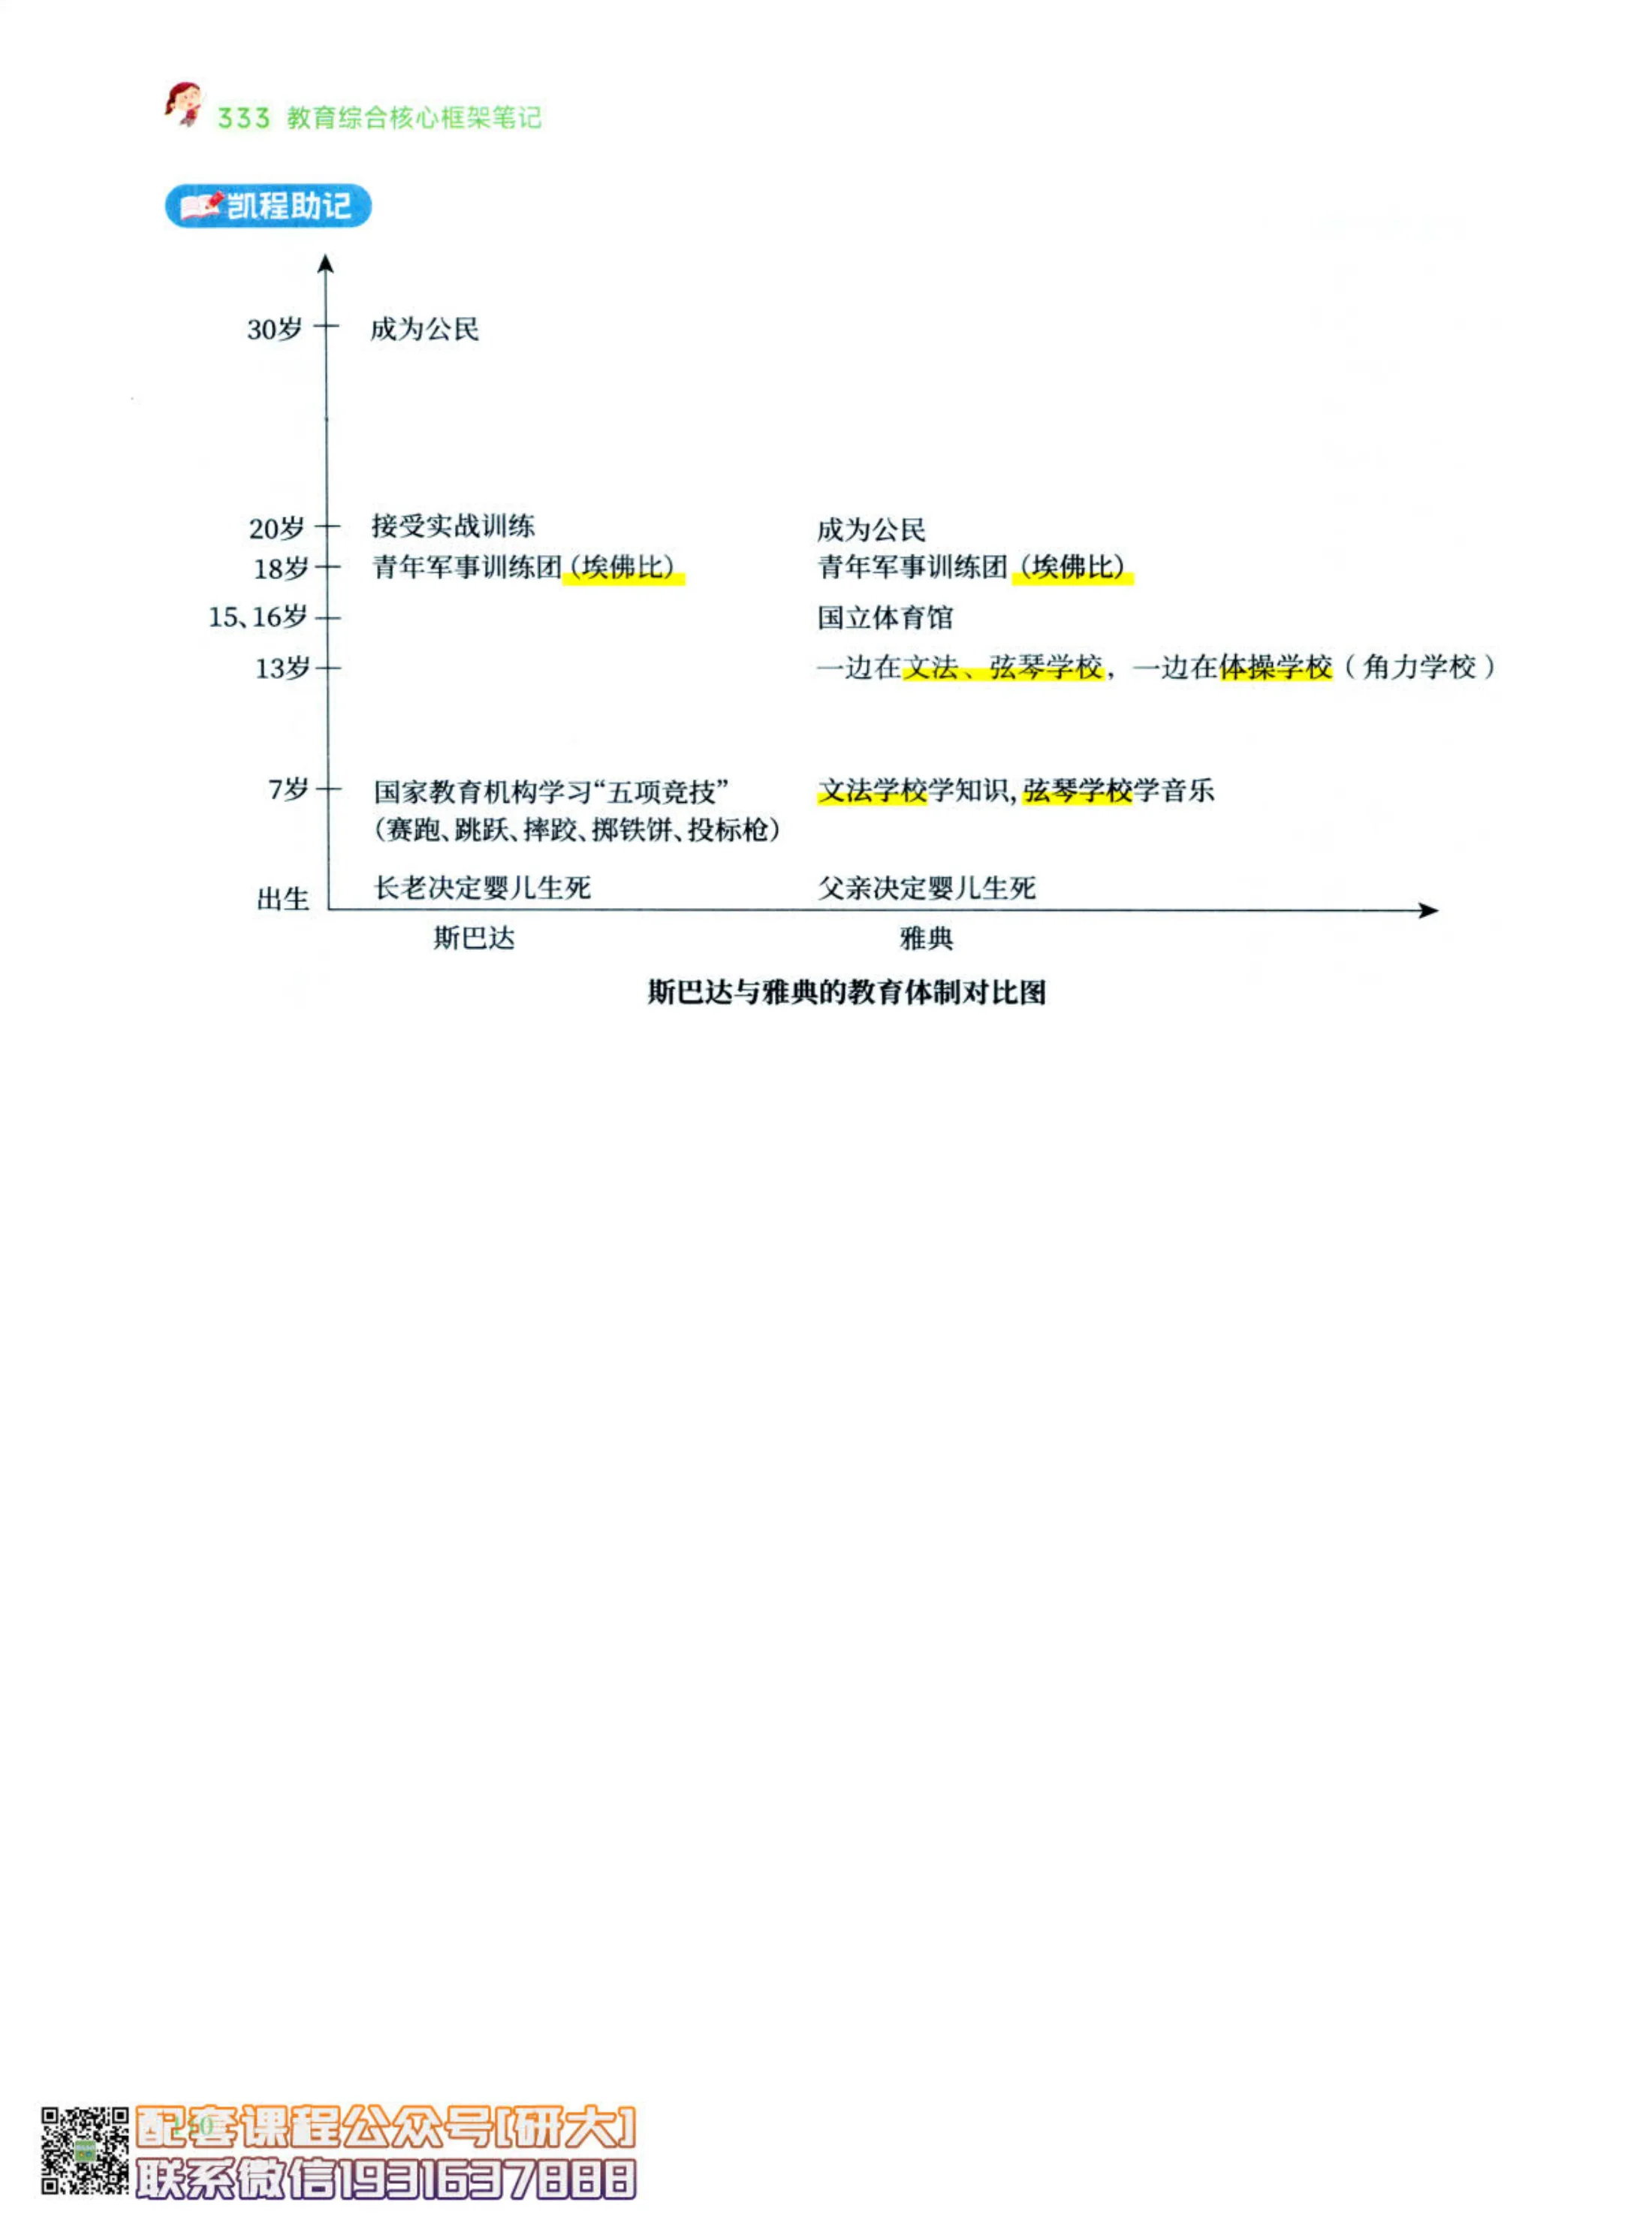 333 教育综合核心框架笔记
凯程助记
30岁 成为公民
20岁 接受实战训练 成为公民
18岁 青年军事训练团(埃佛比) 青年军事训练团(埃佛比)
15、16岁 国立体育馆
13岁 一边在文法、弦琴学校，一边在体操学校（角力学校）
7岁 国家教育机构学习“五项竞技” 文法学校学知识,弦琴学校学音乐
(赛跑、跳跃、摔跤、掷铁饼、投标枪)
出生 长老决定婴儿生死 父亲决定婴儿生死
斯巴达 雅典
斯巴达与雅典的教育体制对比图
配套课程公众号[研大]
联系微信1931637888